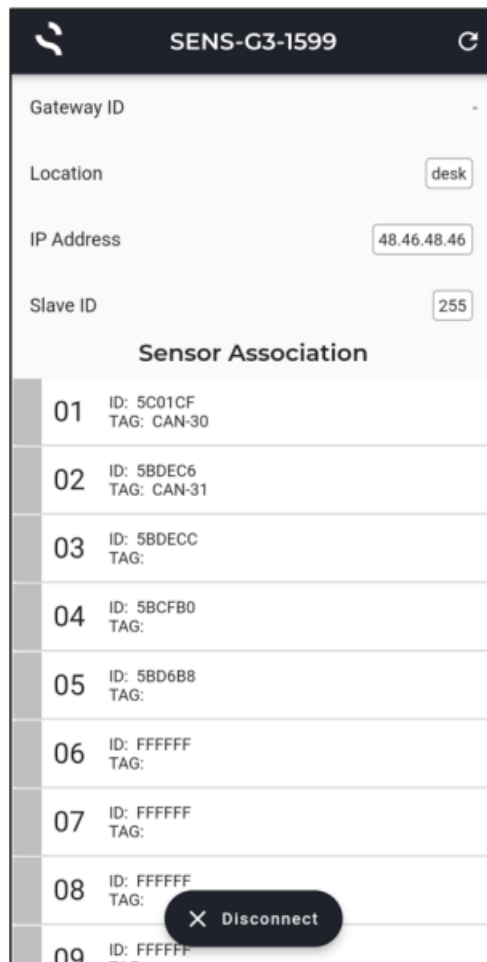 SENS-G3-1599
Gateway ID -
Location desk
IP Address 48.46.48.46
Slave ID 255
Sensor Association
01 ID: 5C01CF
TAG: CAN-30
02 ID: 5BDEC6
TAG: CAN-31
03 ID: 5BDECC
TAG:
04 ID: 5BCFB0
TAG:
05 ID: 5BD6B8
TAG:
06 ID: FFFFFF
TAG:
07 ID: FFFFFF
TAG:
08 ID: FFFFFF
TAG:
Disconnect
09 ID: FFFFFF